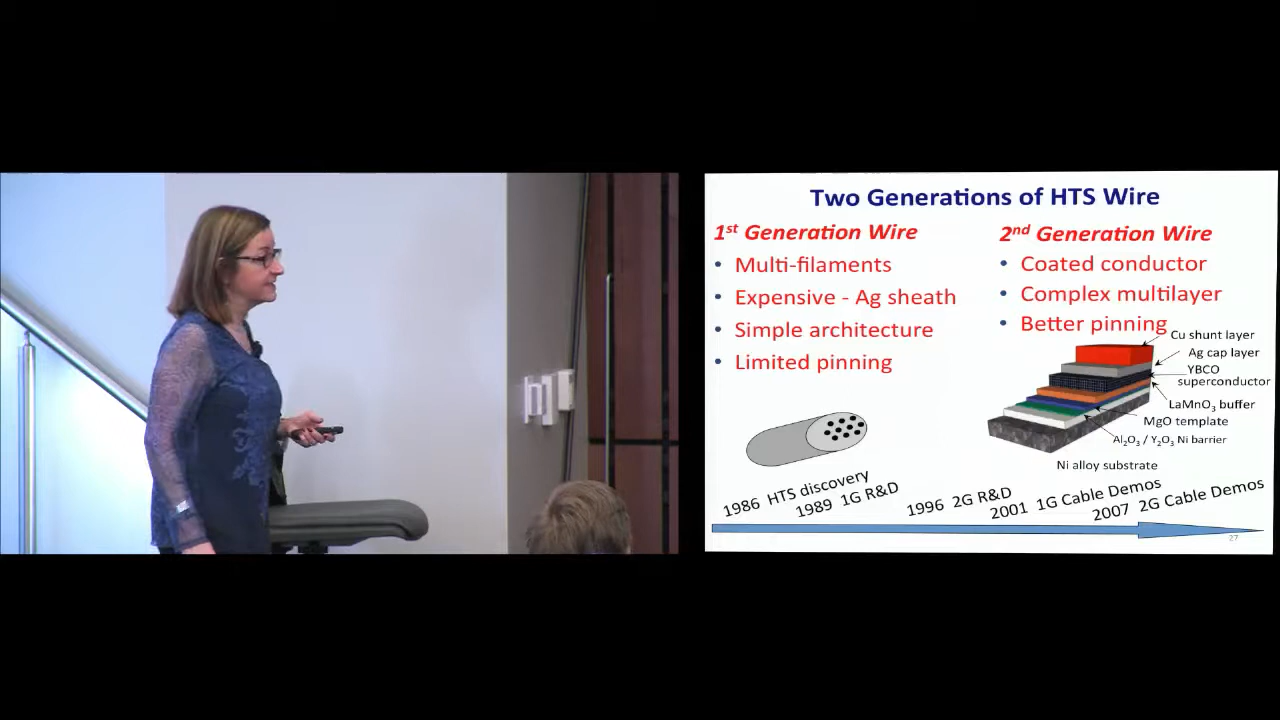 Two Generations of HTS Wire
1st Generation Wire
• Multi-filaments
• Expensive - Ag sheath
• Simple architecture
• Limited pinning
2nd Generation Wire
• Coated conductor
• Complex multilayer
• Better pinning
Cu shunt layer
Ag cap layer
YBCO
superconductor
LaMnO3 buffer
MgO template
Al2O3 / Y2O3 Ni barrier
Ni alloy substrate
1986 HTS discovery
1989 1G R&D
1996 2G R&D
2001 1G Cable Demos
2007 2G Cable Demos
27